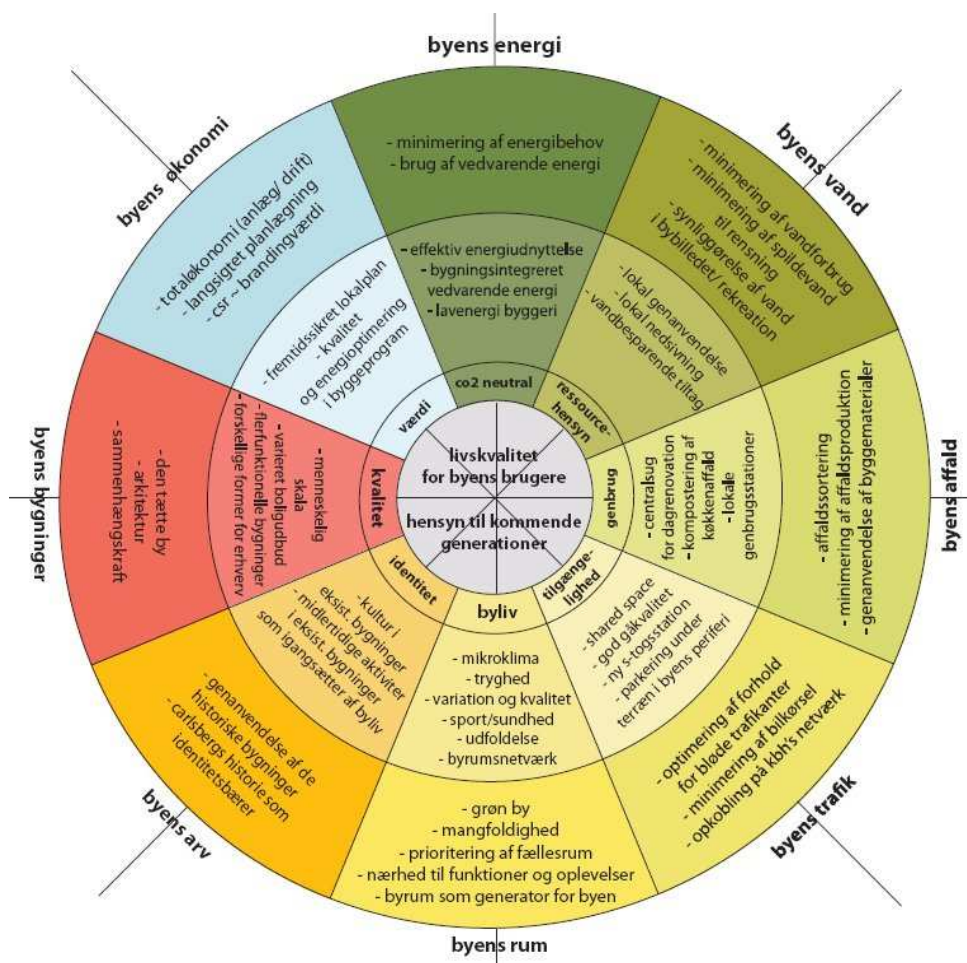 byens energi
- minimering af energibehov
- brug af vedvarende energi
- effektiv energiudnyttelse
- bygningsintegreret
vedvarende energi
- lavenergi byggeri
co2 neutral
byens vand
- minimering af vandforbrug
- minimering af spildevand
til rensning
- synliggørelse af vand
i bybilledet/ rekreation
- lokal genanvendelse
- lokal nedsivning
- vandbesparende tiltag
ressource-
hensyn
byens affald
- affaldssortering
- minimering af affaldsproduktion
- genanvendelse af byggematerialer
- centralsug
for dagrenovation
- kompostering af
køkkenaffald
- lokale
genbrugsstationer
genbrug
byens trafik
- optimering af forhold
for bløde trafikanter
- minimering af bilkørsel
- opkobling på kbh's netværk
- shared space
- god gåkvalitet
- ny s-togsstation
- parkering under
terræn i byens periferi
tilgænge-
lighed
byens rum
- grøn by
- mangfoldighed
- prioritering af fællesrum
- nærhed til funktioner og oplevelser
- byrum som generator for byen
- mikroklima
- tryghed
- variation og kvalitet
- sport/sundhed
- udfoldelse
- byrumsnetværk
byliv
byens arv
- genanvendelse af de
historiske bygninger
- carlsbergs historie som
identitetsbærer
- kultur i
eksist. bygninger
- midlertidige aktiviter
i eksist. bygninger
som igangsætter af byliv
identitet
byens bygninger
- den tætte by
- arkitektur
- sammenhængskraft
- menneskelig
skala
- varieret boligudbud
- flerfunktionelle bygninger
- forskellige former for erhverv
kvalitet
byens økonomi
- totaløkonomi (anlæg/ drift)
- langsigtet planlægning
- csr ~ brandingværdi
- fremtidssikret lokalplan
- kvalitet
og energioptimering
i byggeprogram
værdi
livskvalitet
for byens brugere
hensyn til kommende
generationer